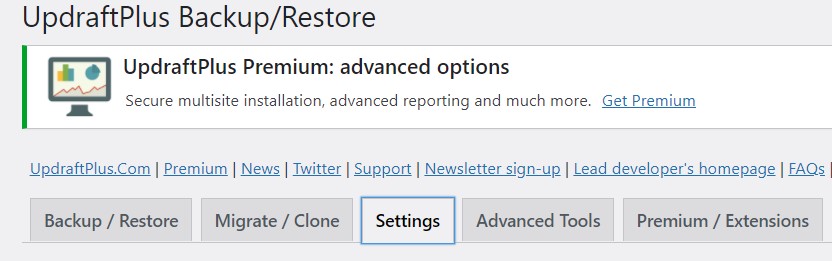 UpdraftPlus Backup/Restore
UpdraftPlus Premium: advanced options
Secure multisite installation, advanced reporting and much more. Get Premium
UpdraftPlus.Com | Premium | News | Twitter | Support | Newsletter sign-up | Lead developer's homepage | FAQs |
Backup / Restore Migrate / Clone Settings Advanced Tools Premium / Extensions